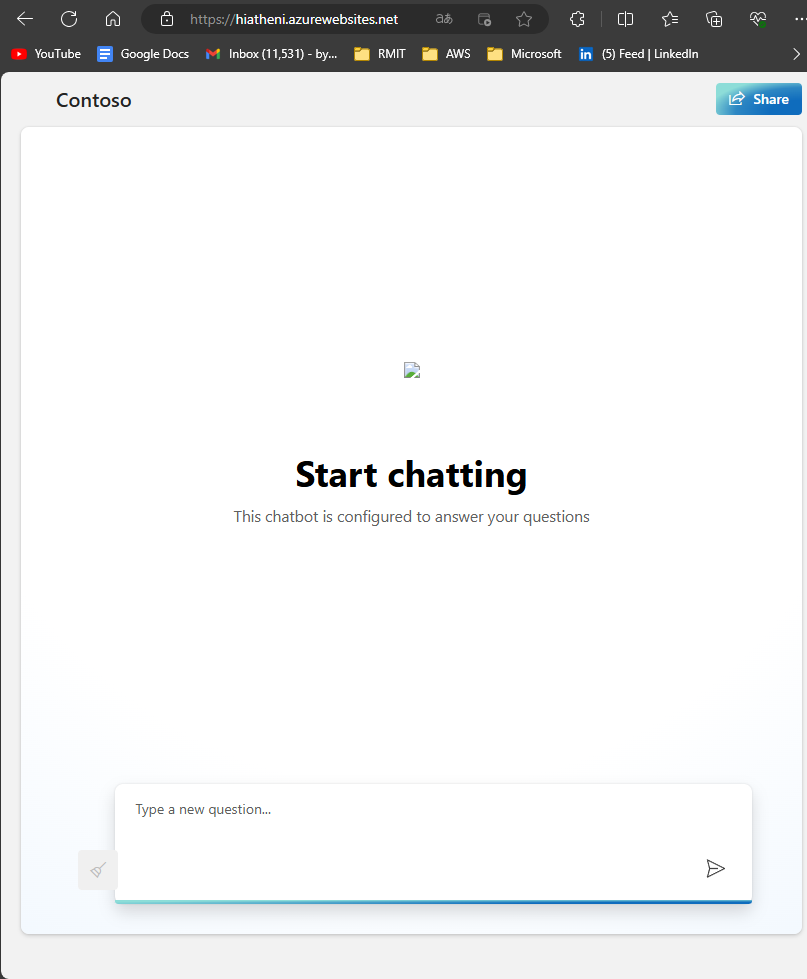 https://hiatheni.azurewebsites.net
YouTube Google Docs Inbox (11,531) - by... RMIT AWS Microsoft (5) Feed | LinkedIn
Contoso
Share
Start chatting
This chatbot is configured to answer your questions
Type a new question...